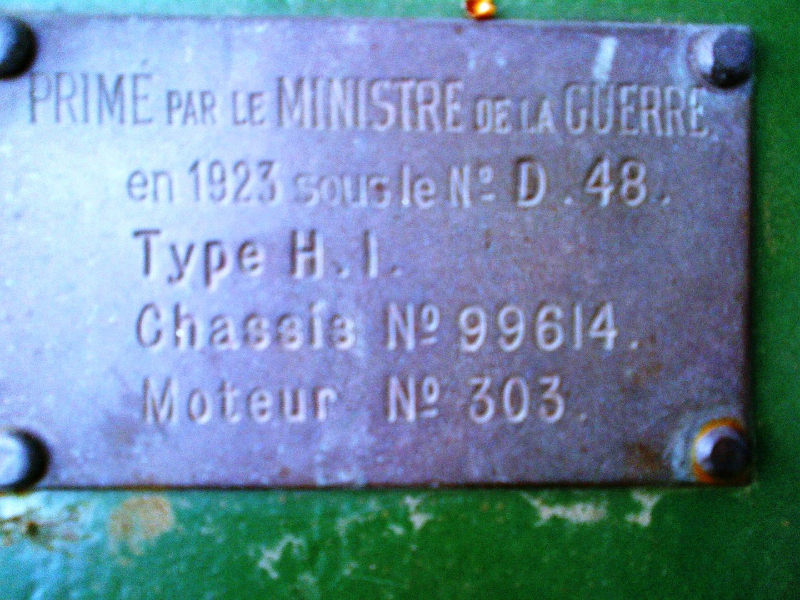 PRIMÉ PAR LE MINISTRE DE LA GUERRE.
en 1923 sous le Nº D.48.
Type H.I.
Chassis Nº 99614.
Moteur Nº 303.